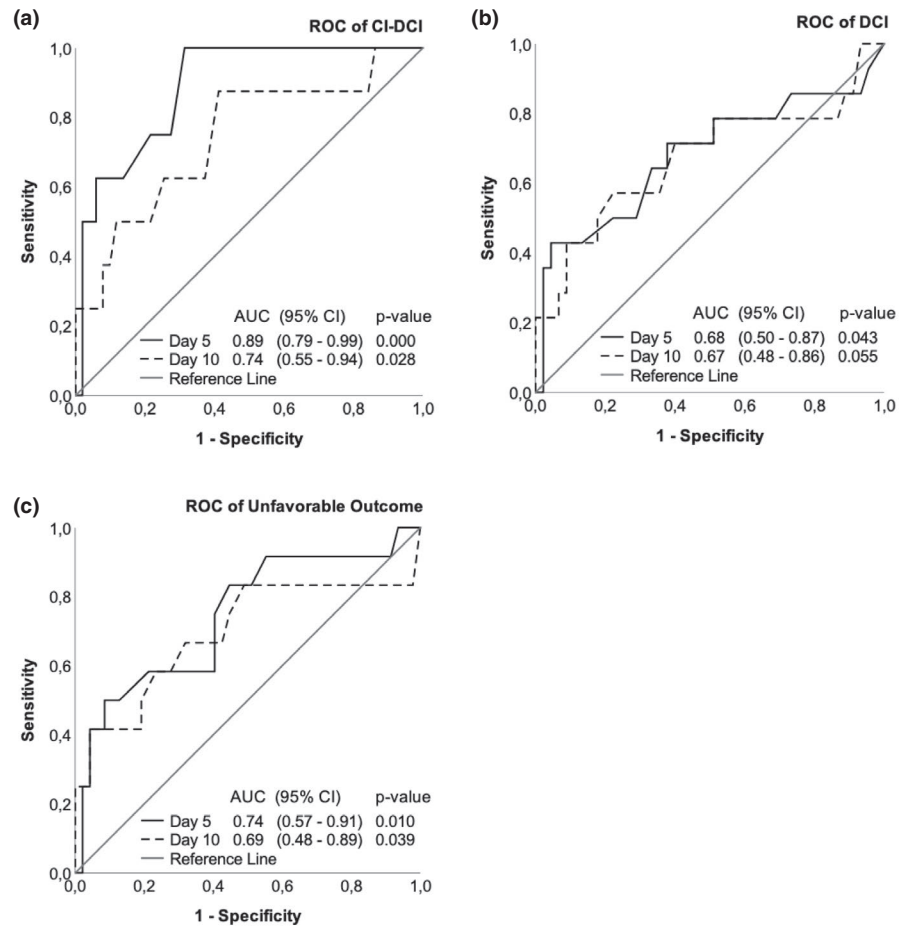 (a)
ROC of CI-DCI
1,0
0,8
0,6
0,4
0,2
0,0
Sensitivity
AUC (95% CI) p-value
Day 5 0.89 (0.79 - 0.99) 0.000
Day 10 0.74 (0.55 - 0.94) 0.028
Reference Line
0,0 0,2 0,4 0,6 0,8 1,0
1 - Specificity
(b)
ROC of DCI
1,0
0,8
0,6
0,4
0,2
0,0
Sensitivity
AUC (95% CI) p-value
Day 5 0.68 (0.50 - 0.87) 0.043
Day 10 0.67 (0.48 - 0.86) 0.055
Reference Line
0,0 0,2 0,4 0,6 0,8 1,0
1 - Specificity
(c)
ROC of Unfavorable Outcome
1,0
0,8
0,6
0,4
0,2
0,0
Sensitivity
AUC (95% CI) p-value
Day 5 0.74 (0.57 - 0.91) 0.010
Day 10 0.69 (0.48 - 0.89) 0.039
Reference Line
0,0 0,2 0,4 0,6 0,8 1,0
1 - Specificity